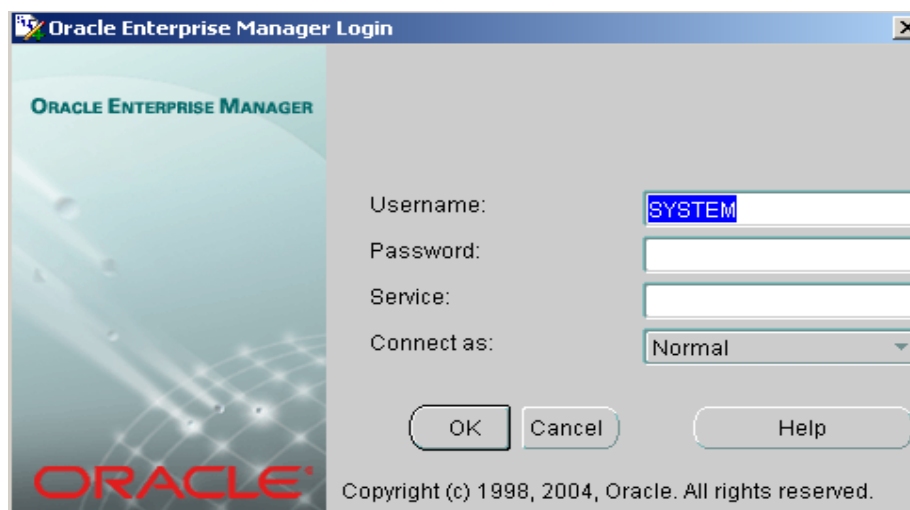 Oracle Enterprise Manager Login
ORACLE ENTERPRISE MANAGER
Username:
SYSTEM
Password:
Service:
Connect as:
Normal
OK
Cancel
Help
ORACLE®
Copyright (c) 1998, 2004, Oracle. All rights reserved.